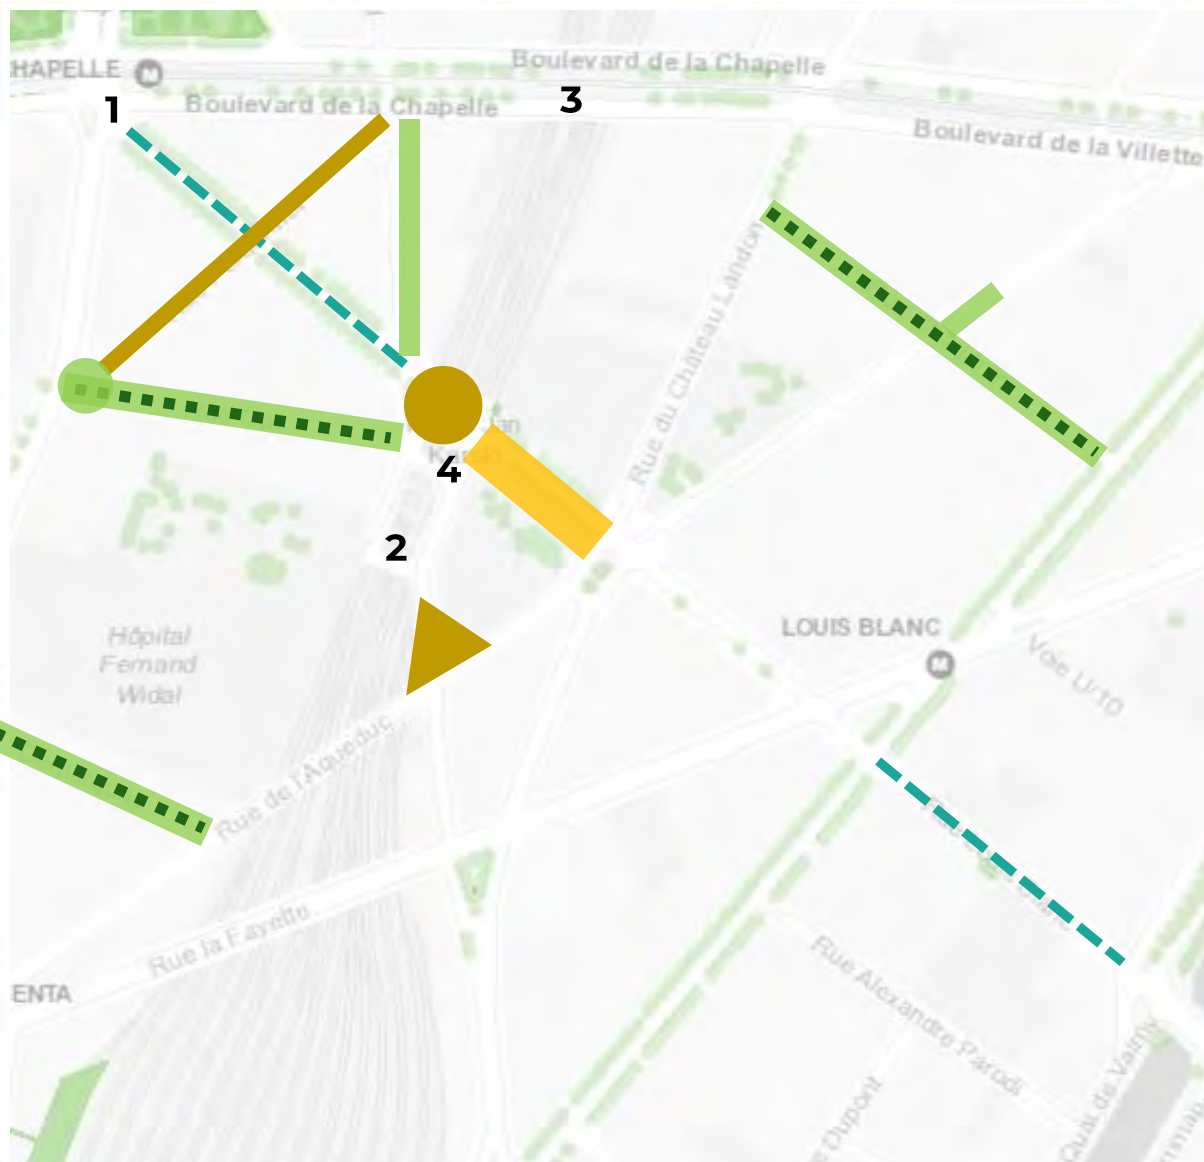 Boulevard de la Chapelle
HAPELLE M
1
Boulevard de la Chapelle
3
Boulevard de la Villette
Rue du Château Landon
4
2
LOUIS BLANC
M
Hôpital
Fernand
Widal
Voie U/10
Rue de l'Aqueduc
Rue la Fayette
Rue Alexandre Parodi
ENTA
Quai de Valmy
Dupont